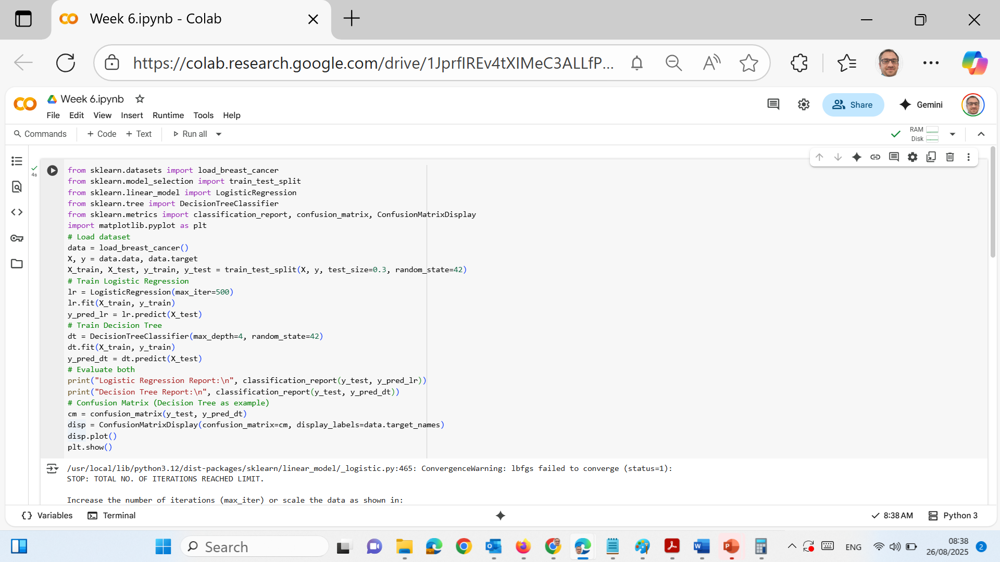 Week 6.ipynb - Colab
https://colab.research.google.com/drive/1JprfIREv4tXIMeC3ALLfP...
Week 6.ipynb
File Edit View Insert Runtime Tools Help
Share
Gemini
Commands + Code + Text Run all
RAM
Disk
4s
from sklearn.datasets import load_breast_cancer
from sklearn.model_selection import train_test_split
from sklearn.linear_model import LogisticRegression
from sklearn.tree import DecisionTreeClassifier
from sklearn.metrics import classification_report, confusion_matrix, ConfusionMatrixDisplay
import matplotlib.pyplot as plt
# Load dataset
data = load_breast_cancer()
X, y = data.data, data.target
X_train, X_test, y_train, y_test = train_test_split(X, y, test_size=0.3, random_state=42)
# Train Logistic Regression
lr = LogisticRegression(max_iter=500)
lr.fit(X_train, y_train)
y_pred_lr = lr.predict(X_test)
# Train Decision Tree
dt = DecisionTreeClassifier(max_depth=4, random_state=42)
dt.fit(X_train, y_train)
y_pred_dt = dt.predict(X_test)
# Evaluate both
print("Logistic Regression Report:\n", classification_report(y_test, y_pred_lr))
print("Decision Tree Report:\n", classification_report(y_test, y_pred_dt))
# Confusion Matrix (Decision Tree as example)
cm = confusion_matrix(y_test, y_pred_dt)
disp = ConfusionMatrixDisplay(confusion_matrix=cm, display_labels=data.target_names)
disp.plot()
plt.show()
/usr/local/lib/python3.12/dist-packages/sklearn/linear_model/_logistic.py:465: ConvergenceWarning: lbfgs failed to converge (status=1):
STOP: TOTAL NO. OF ITERATIONS REACHED LIMIT.
Increase the number of iterations (max_iter) or scale the data as shown in:
Variables Terminal
8:38 AM Python 3
Search
ENG
08:38
26/08/2025
2